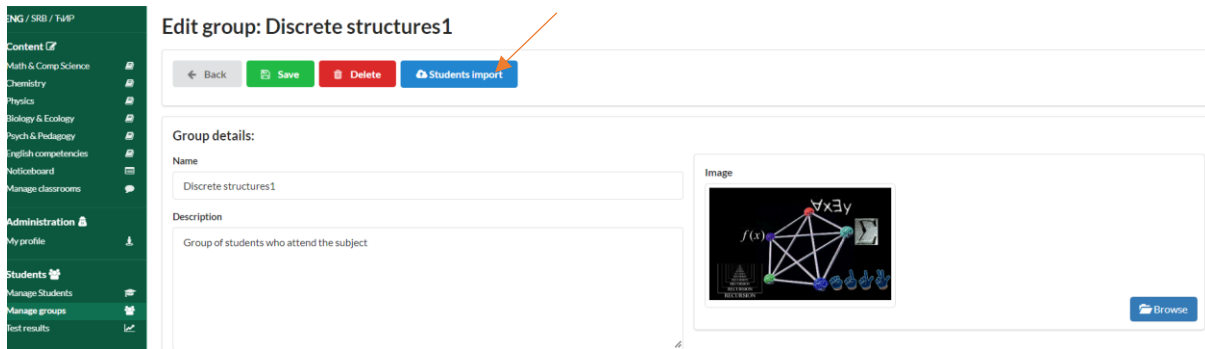 ENG / SRB / ЋИР
Content
Math & Comp Science
Chemistry
Physics
Biology & Ecology
Psych & Pedagogy
English competencies
Noticeboard
Manage classrooms
Administration
My profile
Students
Manage Students
Manage groups
Test results
Edit group: Discrete structures1
Back
Save
Delete
Students import
Group details:
Name
Discrete structures1
Description
Group of students who attend the subject
Image
∀x∃y
f(x)
Σ
RECURSION
RECURSION
Browse